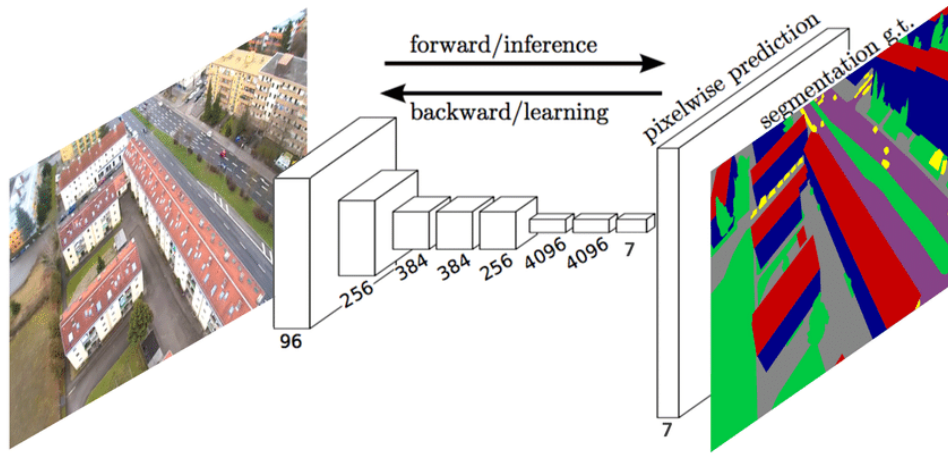 forward/inference
backward/learning
pixelwise prediction
segmentation g.t.
96
256
384
384
256
4096
4096
7
7